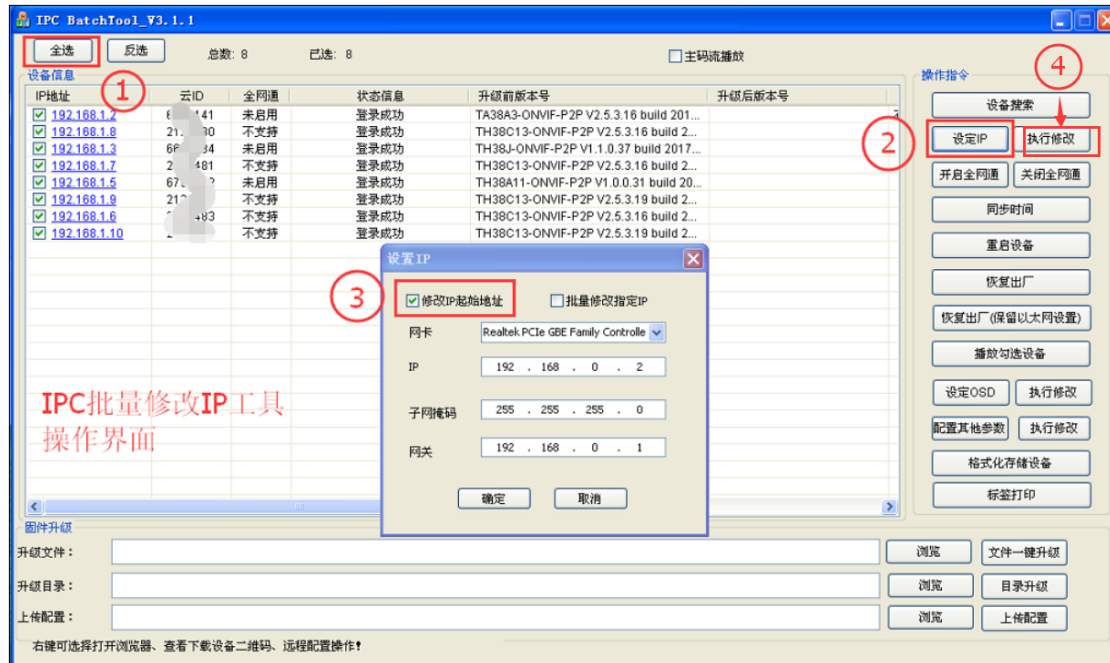 IPC BatchTool_V3.1.1
全选 反选 总数: 8 已选: 8 主码流播放
设备信息
操作指令
① ② ③ ④
IP地址 云ID 全网通 状态信息 升级前版本号 升级后版本号
192.168.1.2 141 未启用 登录成功 TA38A3-ONVIF-P2P V2.5.3.16 build 201...
192.168.1.8 不支持 登录成功 TH38C13-ONVIF-P2P V2.5.3.16 build 2...
192.168.1.3 未启用 登录成功 TH38J-ONVIF-P2P V1.1.0.37 build 2017...
192.168.1.7 481 不支持 登录成功 TH38C13-ONVIF-P2P V2.5.3.16 build 2...
192.168.1.5 未启用 登录成功 TH38A11-ONVIF-P2P V1.0.0.31 build 20...
192.168.1.9 不支持 登录成功 TH38C13-ONVIF-P2P V2.5.3.19 build 2...
192.168.1.6 不支持 登录成功 TH38C13-ONVIF-P2P V2.5.3.16 build 2...
192.168.1.10 不支持 登录成功 TH38C13-ONVIF-P2P V2.5.3.19 build 2...
设备搜索
设定IP 执行修改
开启全网通 关闭全网通
同步时间
重启设备
恢复出厂
恢复出厂(保留以太网设置)
播放勾选设备
设定OSD 执行修改
配置其他参数 执行修改
格式化存储设备
标签打印
设置IP
修改IP起始地址 批量修改指定IP
网卡 Realtek PCIe GBE Family Controlle
IP 192 . 168 . 0 . 2
子网掩码 255 . 255 . 255 . 0
网关 192 . 168 . 0 . 1
确定 取消
IPC批量修改IP工具
操作界面
固件升级
升级文件： 浏览 文件一键升级
升级目录： 浏览 目录升级
上传配置： 浏览 上传配置
右键可选择打开浏览器、查看下载设备二维码、远程配置操作!